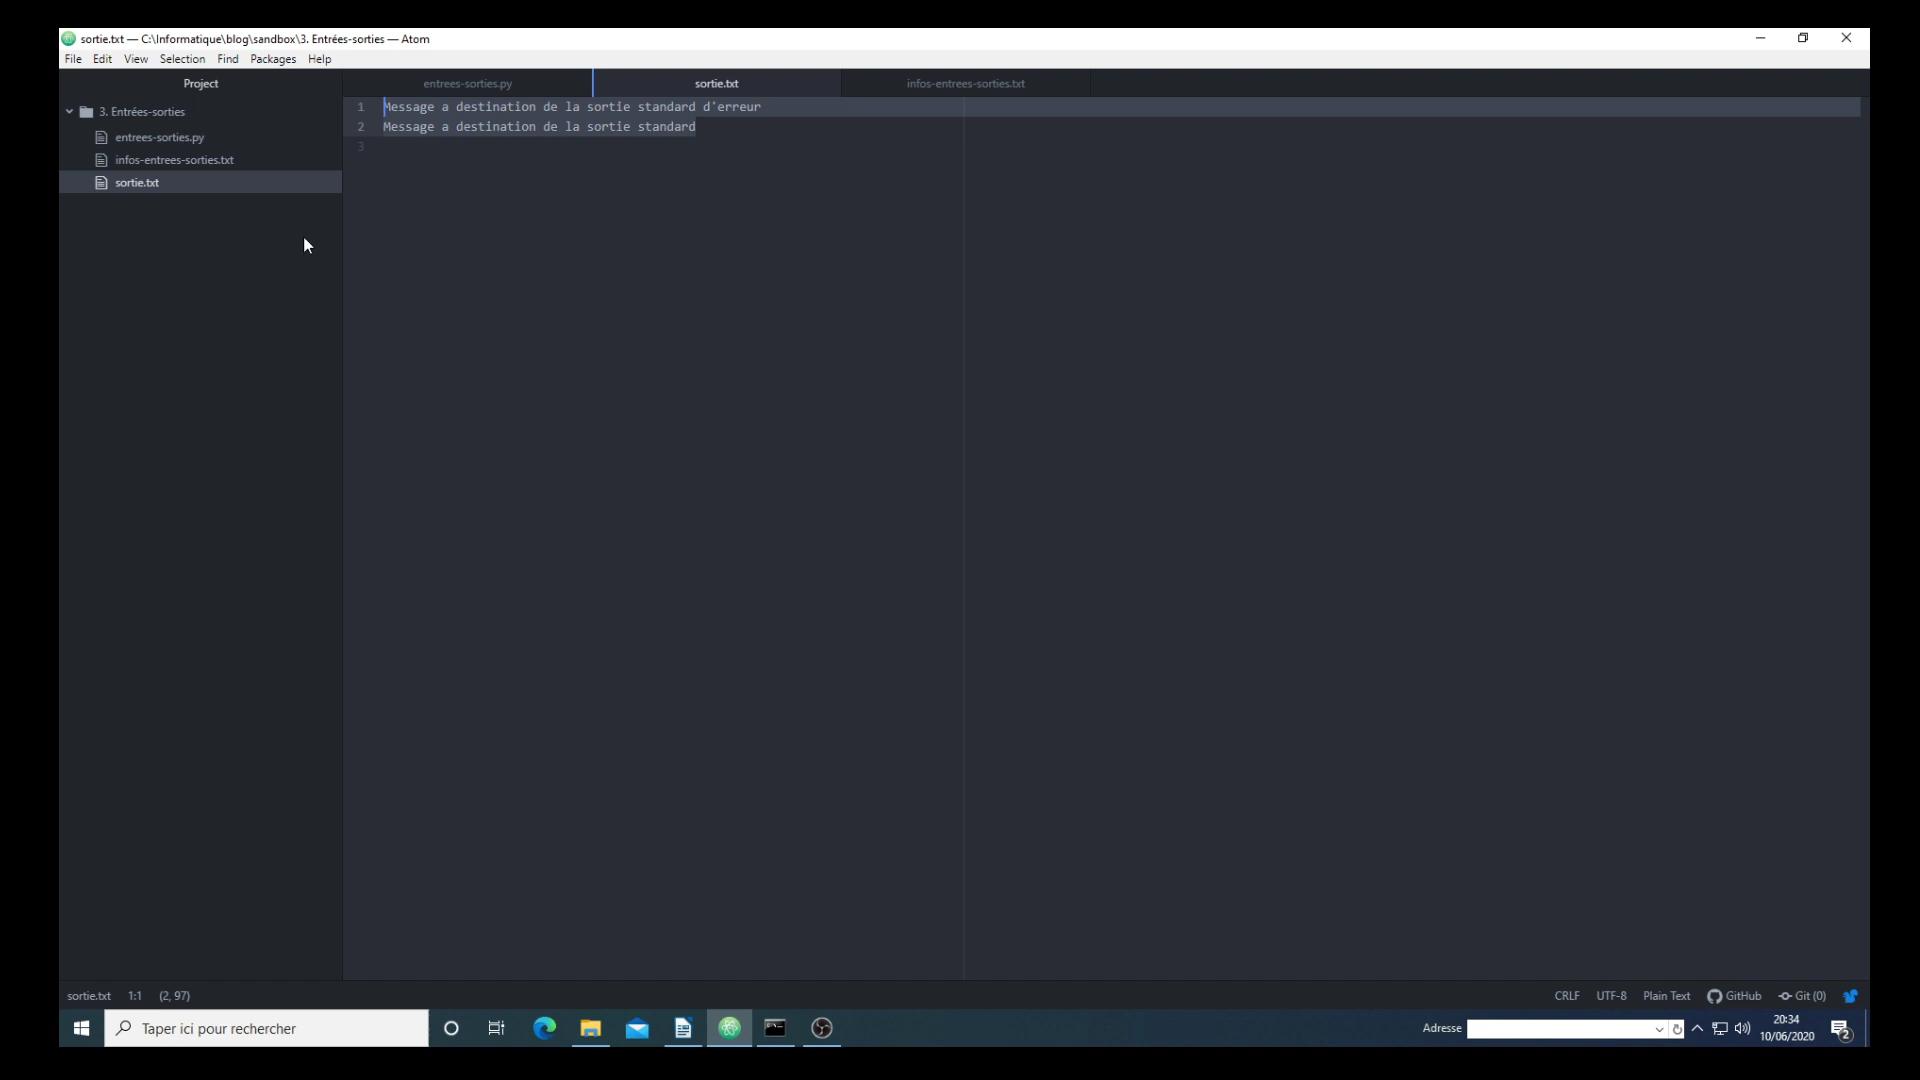 sortie.txt — C:\Informatique\blog\sandbox\3. Entrées-sorties — Atom
File Edit View Selection Find Packages Help
Project
entrees-sorties.py
sortie.txt
infos-entrees-sorties.txt
3. Entrées-sorties
entrees-sorties.py
infos-entrees-sorties.txt
sortie.txt
1 Message a destination de la sortie standard d'erreur
2 Message a destination de la sortie standard
3
sortie.txt 1:1 (2, 97)
CRLF UTF-8 Plain Text GitHub Git (0)
Taper ici pour rechercher
Adresse
20:34
10/06/2020
2